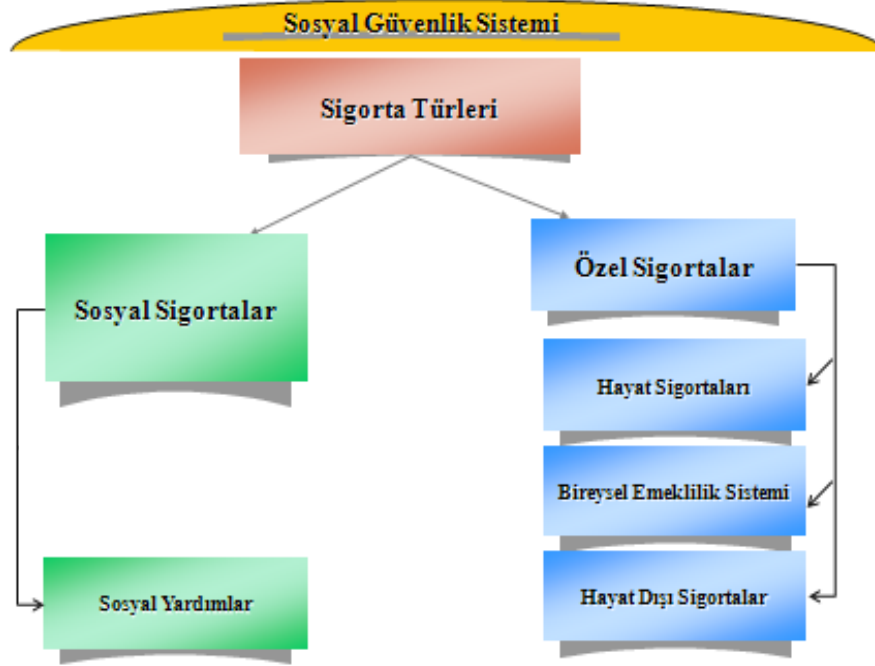 Sosyal Güvenlik Sistemi
Sigorta Türleri
Sosyal Sigortalar
Özel Sigortalar
Hayat Sigortaları
Bireysel Emeklilik Sistemi
Sosyal Yardımlar
Hayat Dışı Sigortalar